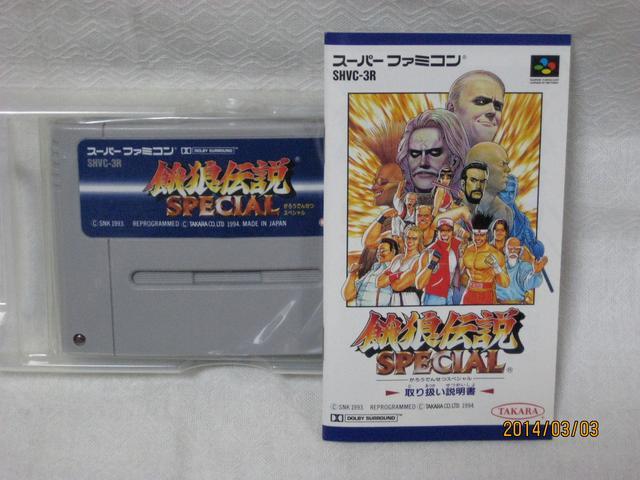 スーパーファミコン®
SHVC-3R
DOLBY SURROUND
餓狼伝説
SPECIAL
がろうでんせつ
スペシャル
© SNK 1993. REPROGRAMMED © TAKARA CO.,LTD 1994. MADE IN JAPAN
スーパーファミコン®
SHVC-3R
餓狼伝説
SPECIAL®
がろうでんせつスペシャル
取り扱い説明書
© SNK 1993. REPROGRAMMED © TAKARA CO.,LTD 1994.
DOLBY SURROUND
TAKARA
2014/03/03